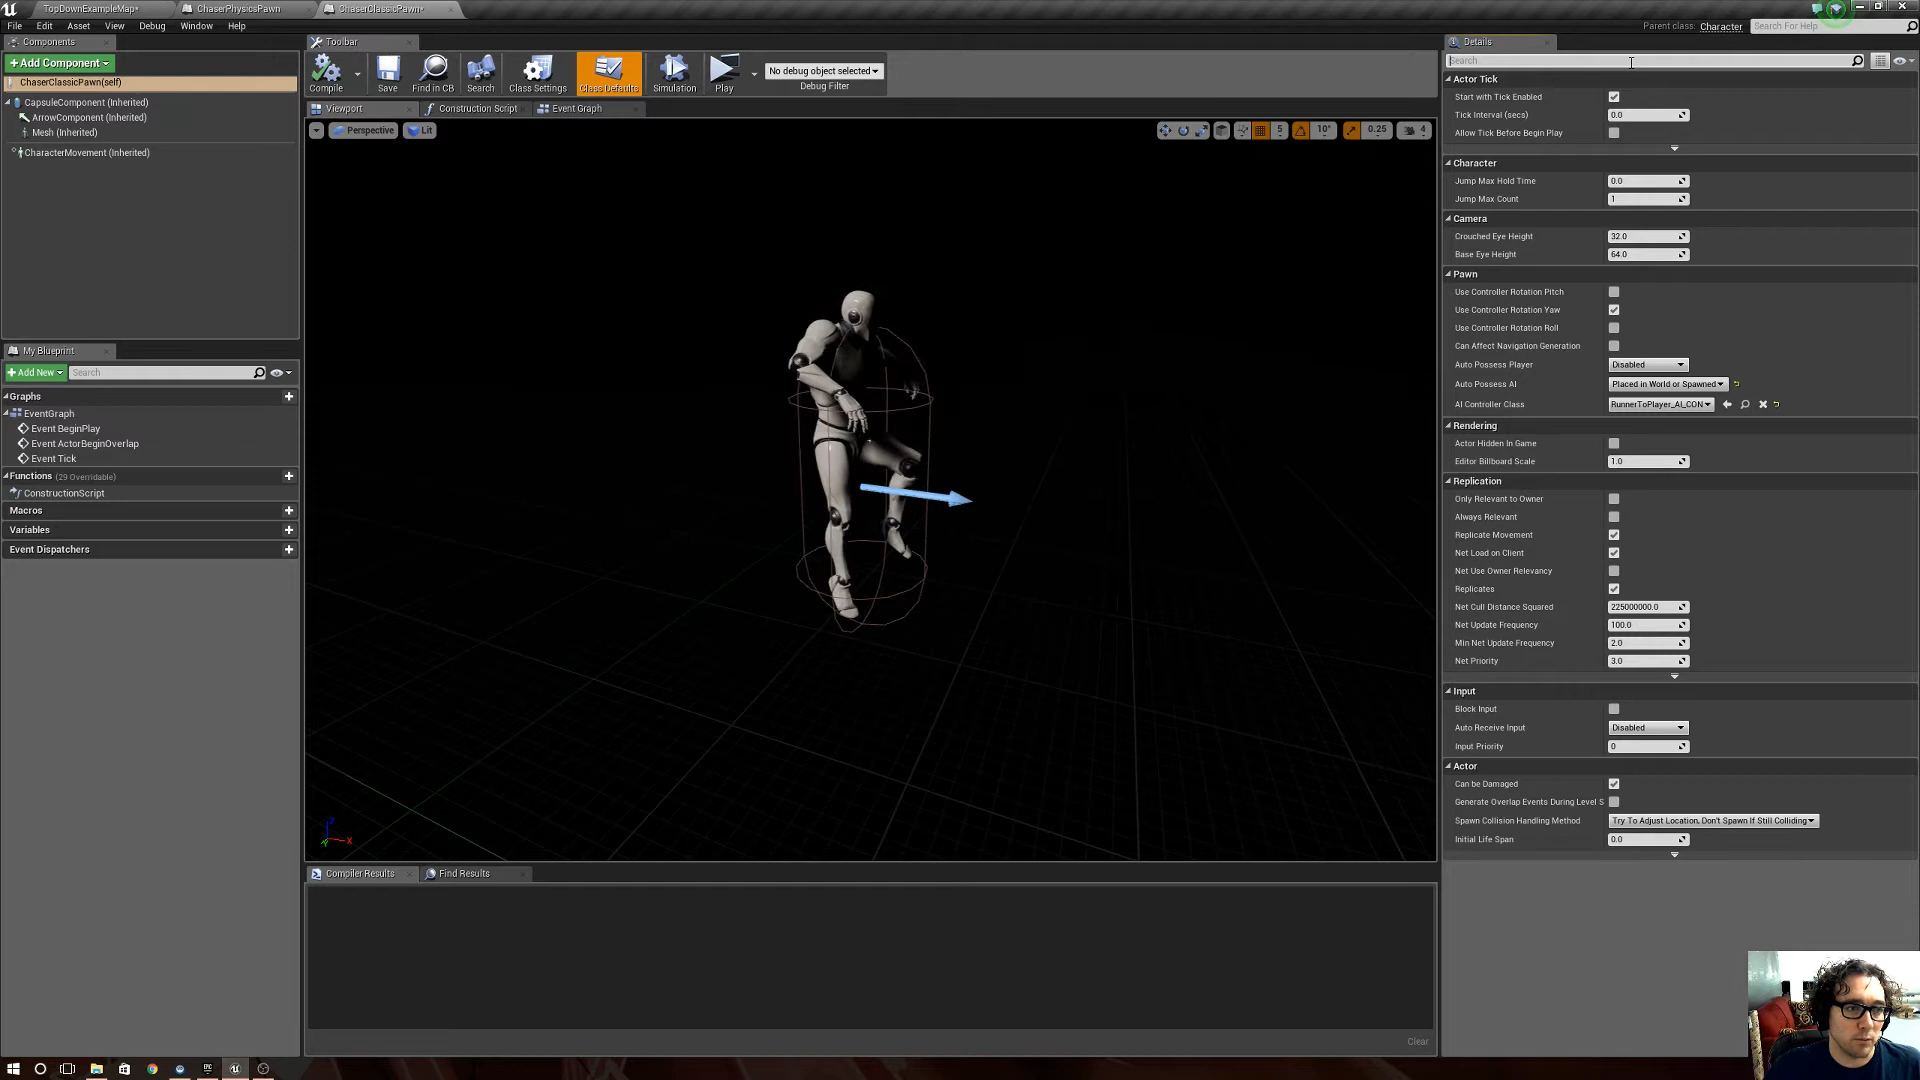 TopDownExampleMap*
ChaserPhysicsPawn
ChaserClassicPawn*
File Edit Asset View Debug Window Help
Parent class: Character
Search For Help
Components
+Add Component
ChaserClassicPawn(self)
CapsuleComponent (Inherited)
ArrowComponent (Inherited)
Mesh (Inherited)
CharacterMovement (Inherited)
My Blueprint
+Add New
Search
Graphs
EventGraph
Event BeginPlay
Event ActorBeginOverlap
Event Tick
Functions (29 Overridable)
ConstructionScript
Macros
Variables
Event Dispatchers
Toolbar
Compile
Save
Find in CB
Search
Class Settings
Class Defaults
Simulation
Play
No debug object selected
Debug Filter
Viewport
Construction Script
Event Graph
Perspective
Lit
5
10°
0.25
4
Z
X
Y
Compiler Results
Find Results
Clear
Details
Search
Actor Tick
Start with Tick Enabled
Tick Interval (secs) 0.0
Allow Tick Before Begin Play
Character
Jump Max Hold Time 0.0
Jump Max Count 1
Camera
Crouched Eye Height 32.0
Base Eye Height 64.0
Pawn
Use Controller Rotation Pitch
Use Controller Rotation Yaw
Use Controller Rotation Roll
Can Affect Navigation Generation
Auto Possess Player Disabled
Auto Possess AI Placed in World or Spawned
AI Controller Class RunnerToPlayer_AI_CON
Rendering
Actor Hidden In Game
Editor Billboard Scale 1.0
Replication
Only Relevant to Owner
Always Relevant
Replicate Movement
Net Load on Client
Net Use Owner Relevancy
Replicates
Net Cull Distance Squared 225000000.0
Net Update Frequency 100.0
Min Net Update Frequency 2.0
Net Priority 3.0
Input
Block Input
Auto Receive Input Disabled
Input Priority 0
Actor
Can be Damaged
Generate Overlap Events During Level S
Spawn Collision Handling Method Try To Adjust Location, Don't Spawn If Still Colliding
Initial Life Span 0.0